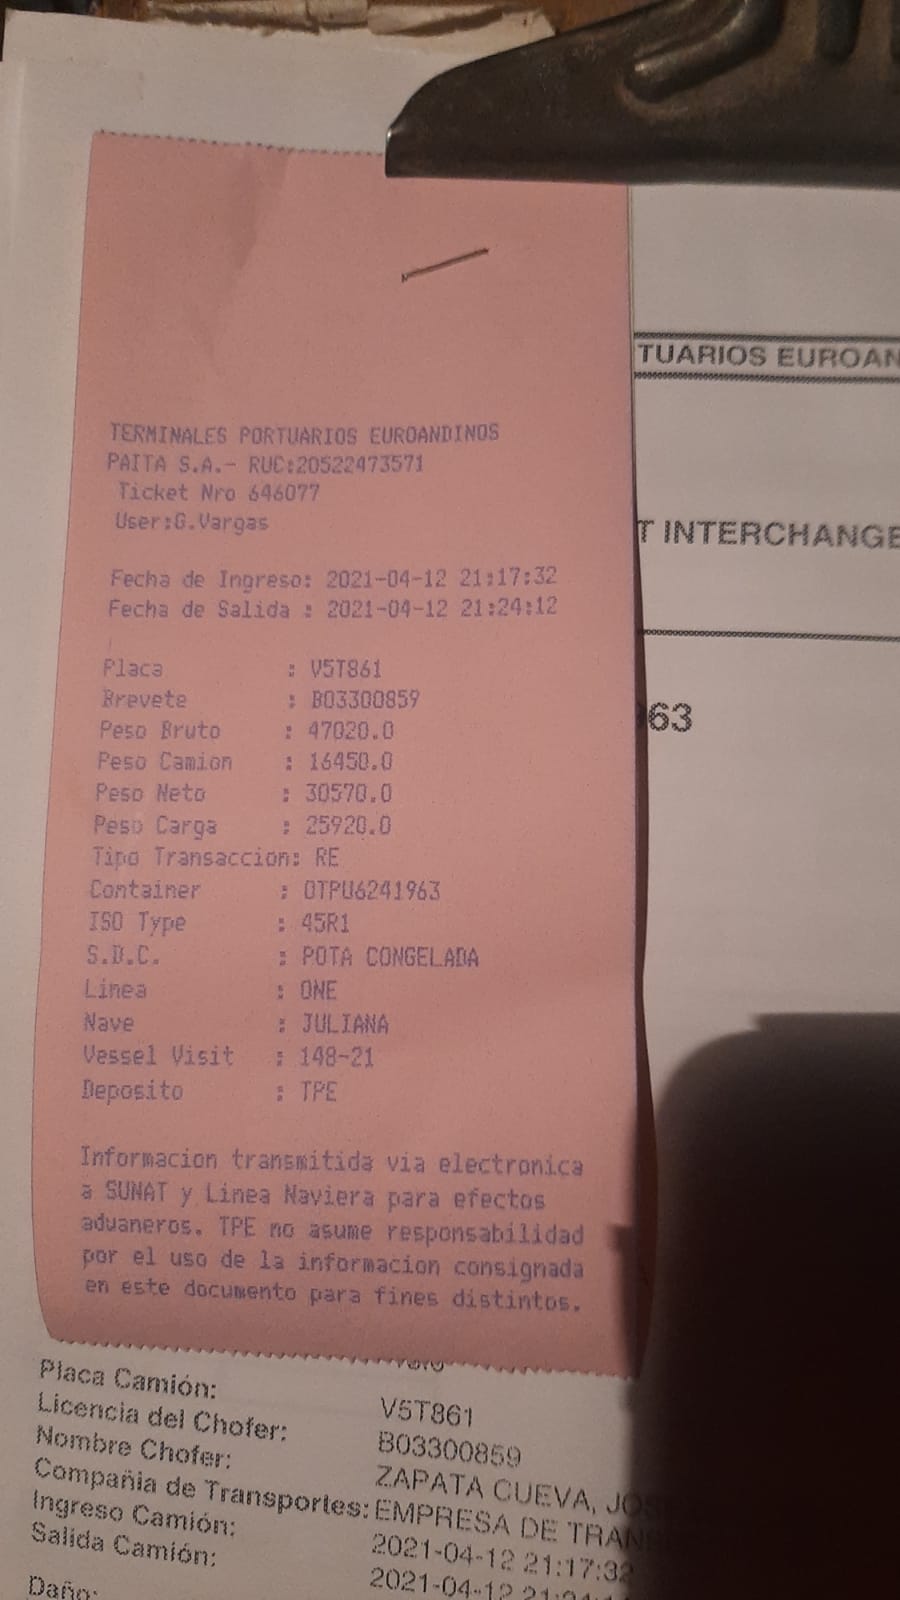 TUARIOS EUROAN
T INTERCHANGE
63
TERMINALES PORTUARIOS EUROANDINOS
PAITA S.A.- RUC:20522473571
Ticket Nro 646077
User:G.Vargas
Fecha de Ingreso: 2021-04-12 21:17:32
Fecha de Salida : 2021-04-12 21:24:12
Placa : V5T861
Brevete : B03300859
Peso Bruto : 47020.0
Peso Camion : 16450.0
Peso Neto : 30570.0
Peso Carga : 25920.0
Tipo Transaccion: RE
Container : OTPU6241963
ISO Type : 45R1
S.D.C. : POTA CONGELADA
Linea : ONE
Nave : JULIANA
Vessel Visit : 148-21
Deposito : TPE
Informacion transmitida via electronica
a SUNAT y Linea Naviera para efectos
aduaneros. TPE no asume responsabilidad
por el uso de la informacion consignada
en este documento para fines distintos.
Placa Camión: V5T861
Licencia del Chofer: B03300859
Nombre Chofer: ZAPATA CUEVA, JOS
Compañia de Transportes: EMPRESA DE TRAN
Ingreso Camión: 2021-04-12 21:17:32
Salida Camión: 2021-04-12
Daño: